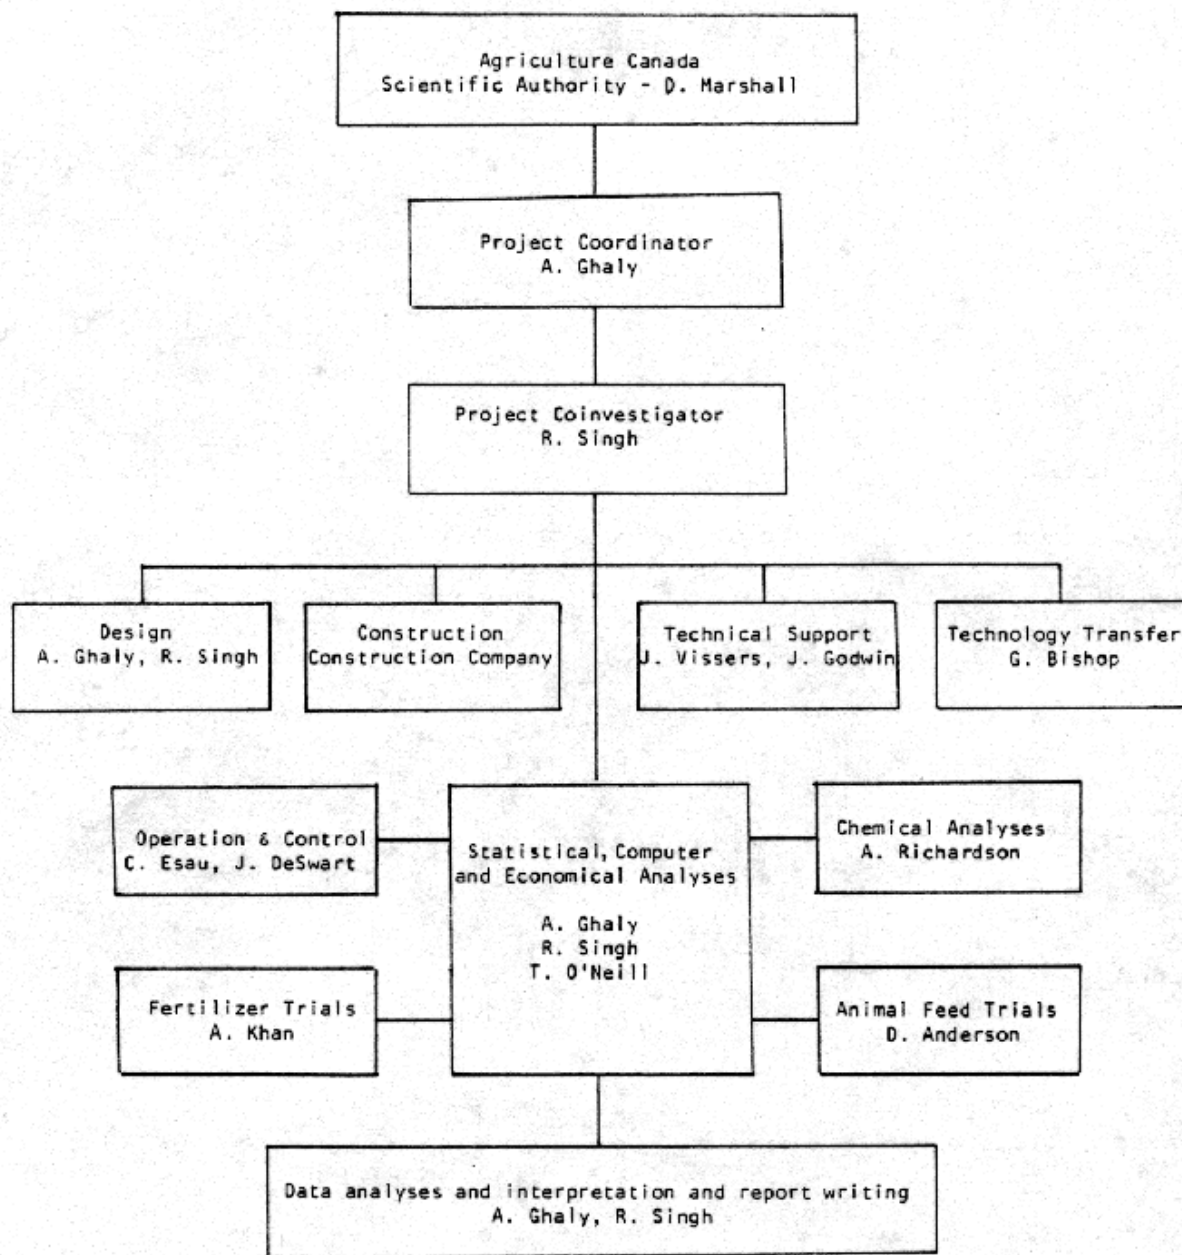 Agriculture Canada
Scientific Authority - D. Marshall
Project Coordinator
A. Ghaly
Project Coinvestigator
R. Singh
Design
A. Ghaly, R. Singh
Construction
Construction Company
Technical Support
J. Vissers, J. Godwin
Technology Transfer
G. Bishop
Operation & Control
C. Esau, J. DeSwart
Statistical, Computer
and Economical Analyses
A. Ghaly
R. Singh
T. O'Neill
Chemical Analyses
A. Richardson
Fertilizer Trials
A. Khan
Animal Feed Trials
D. Anderson
Data analyses and interpretation and report writing
A. Ghaly, R. Singh